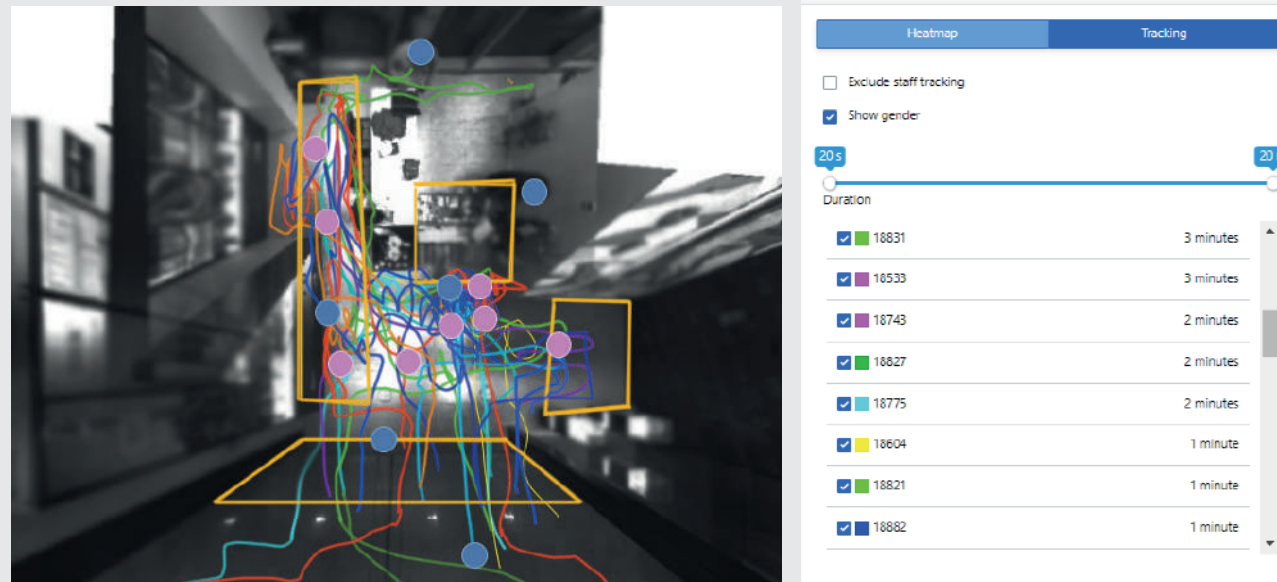 Heatmap Tracking
Exclude staff tracking
Show gender
20 s 20
Duration
18831 3 minutes
18533 3 minutes
18743 2 minutes
18827 2 minutes
18775 2 minutes
18604 1 minute
18821 1 minute
18882 1 minute